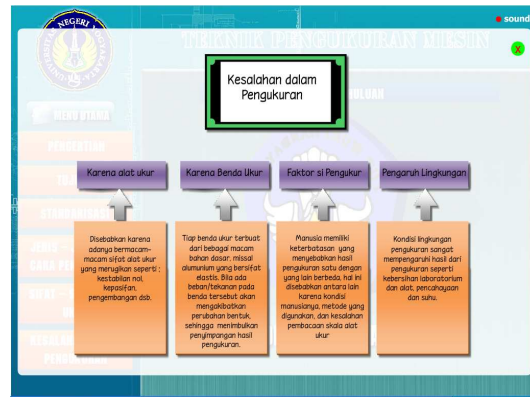 NEGERI
TEKNIK PENGUKURAN MESIN
sound
X
Kesalahan dalam
Pengukuran
MENU UTAMA
PENGERTIAN
Karena alat ukur
Karena Benda Ukur
Faktor si Pengukur
Pengaruh Lingkungan
Disebabkan karena
adanya bermacam-
macam sifat alat ukur
yang merugikan seperti ;
kestabilan nol,
kepasifan,
pengembangan dsb.
Tiap benda ukur terbuat
dari bebagai macam
bahan dasar, missal
alumunium yang bersifat
elastis. Bila ada
beban/tekanan pada
benda tersebut akan
mengakibatkan
perubahan bentuk,
sehingga menimbulkan
penyimpangan hasil
pengukuran.
Manusia memiliki
keterbatasan yang
menyebabkan hasil
pengukuran satu dengan
yang lain berbeda, hal ini
disebabkan antara lain
karena kondisi
manusianya, metode yang
digunakan, dan kesalahan
pembacaan skala alat
ukur
Kondisi lingkungan
pengukuran sangat
mempengaruhi hasil dari
pengukuran seperti
kebersihan laboratorium
dan alat, pencahayaan
dan suhu.